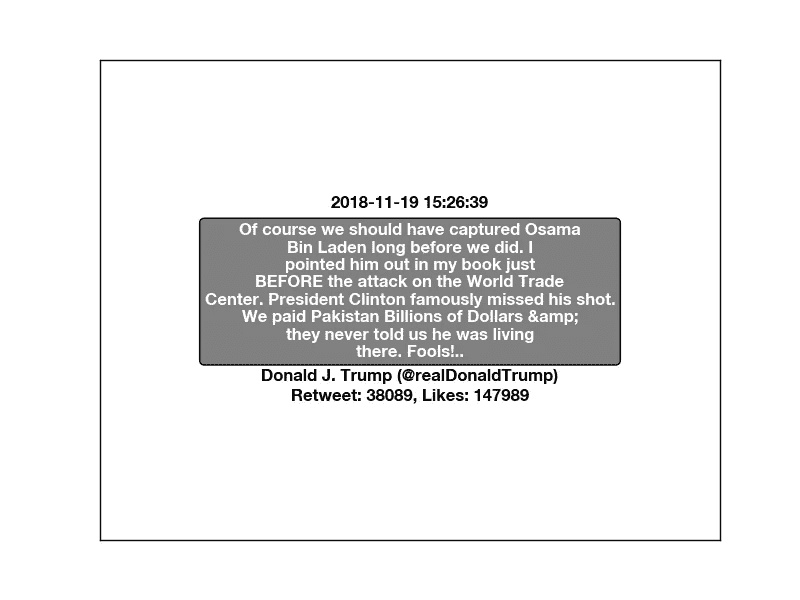 2018-11-19 15:26:39
Of course we should have captured Osama
Bin Laden long before we did. I
pointed him out in my book just
BEFORE the attack on the World Trade
Center. President Clinton famously missed his shot.
We paid Pakistan Billions of Dollars &amp;
they never told us he was living
there. Fools!..
Donald J. Trump (@realDonaldTrump)
Retweet: 38089, Likes: 147989